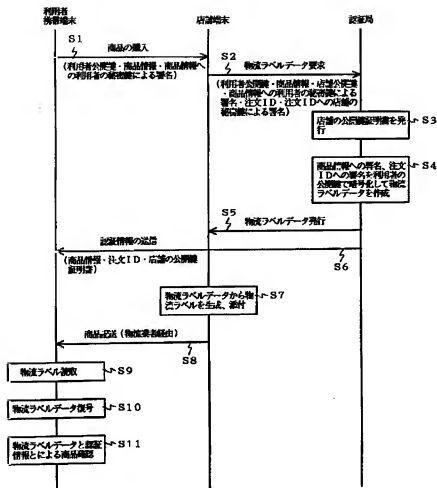 利用者
携帯端末
店舗端末
認証局
S1
商品の購入
(利用者公開鍵・商品情報・商品情報へ
の利用者の秘密鍵による署名)
S2
物流ラベルデータ要求
(利用者公開鍵・商品情報・店舗公開鍵
・商品情報への利用者の秘密鍵による
署名・注文ID・注文IDへの店舗の
秘密鍵による署名)
S3
店舗の公開鍵証明書を発
行
S4
商品情報への署名、注文
IDへの署名を利用者の
公開鍵で暗号化して物流
ラベルデータを作成
S5
物流ラベルデータ発行
認証情報の送信
S6
(商品情報・注文ID・店舗の公開鍵
証明書)
物流ラベルデータから物
流ラベルを生成、添付
S7
商品配送(物流業者経由)
S8
物流ラベル読取
S9
物流ラベルデータ復号
S10
物流ラベルデータと認証
情報とによる商品確認
S11